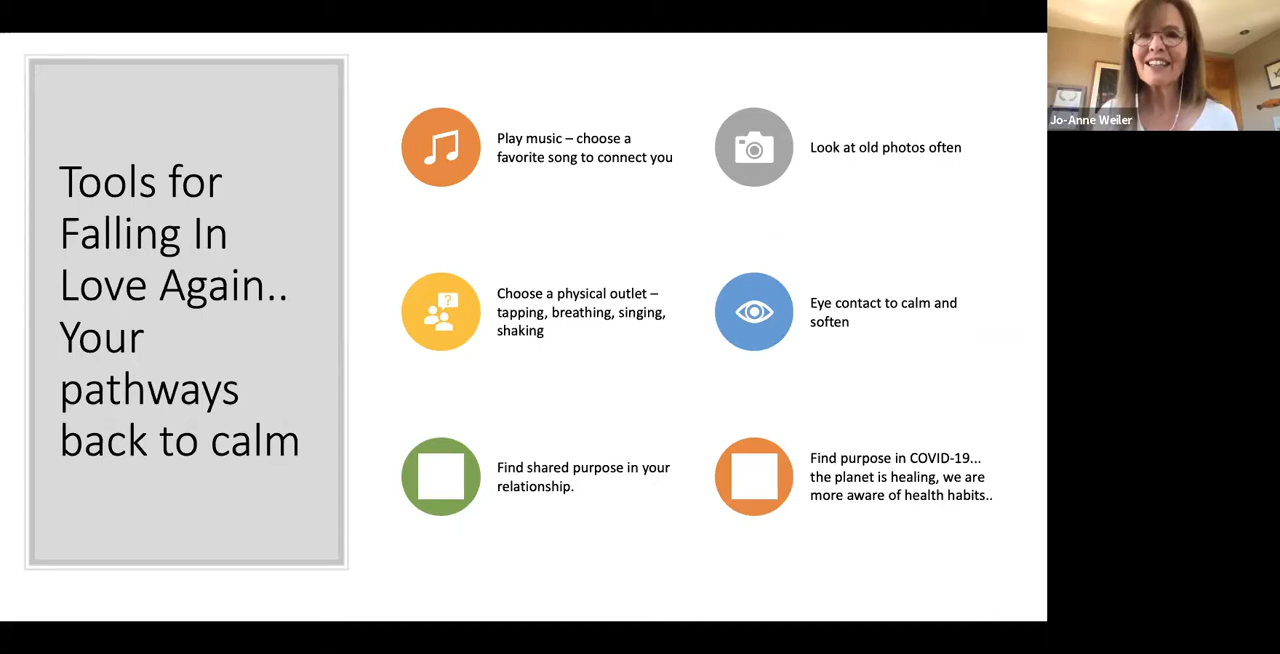 Tools for
Falling In
Love Again..
Your
pathways
back to calm
Play music – choose a
favorite song to connect you
Look at old photos often
Choose a physical outlet –
tapping, breathing, singing,
shaking
?
Eye contact to calm and
soften
Find shared purpose in your
relationship.
Find purpose in COVID-19...
the planet is healing, we are
more aware of health habits..
Jo-Anne Weiler